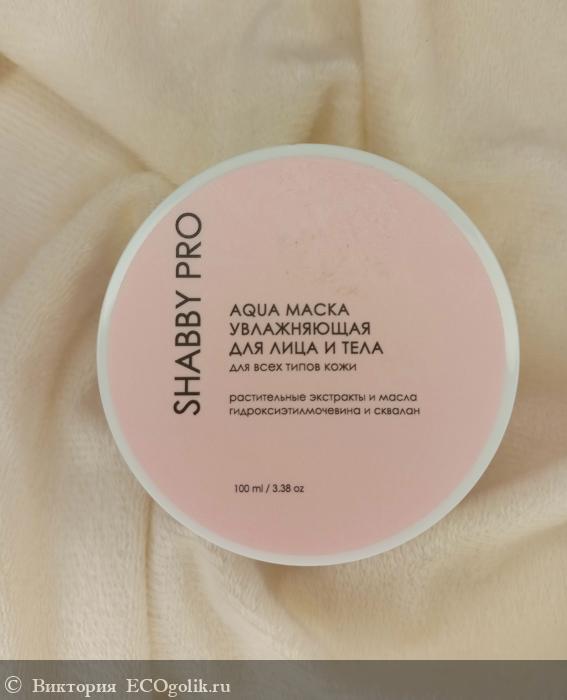 SHABBY PRO
AQUA МАСКА
УВЛАЖНЯЮЩАЯ
ДЛЯ ЛИЦА И ТЕЛА
для всех типов кожи
растительные экстракты и масла
гидроксиэтилмочевина и сквалан
100 ml / 3.38 oz
© Виктория ECOgolik.ru